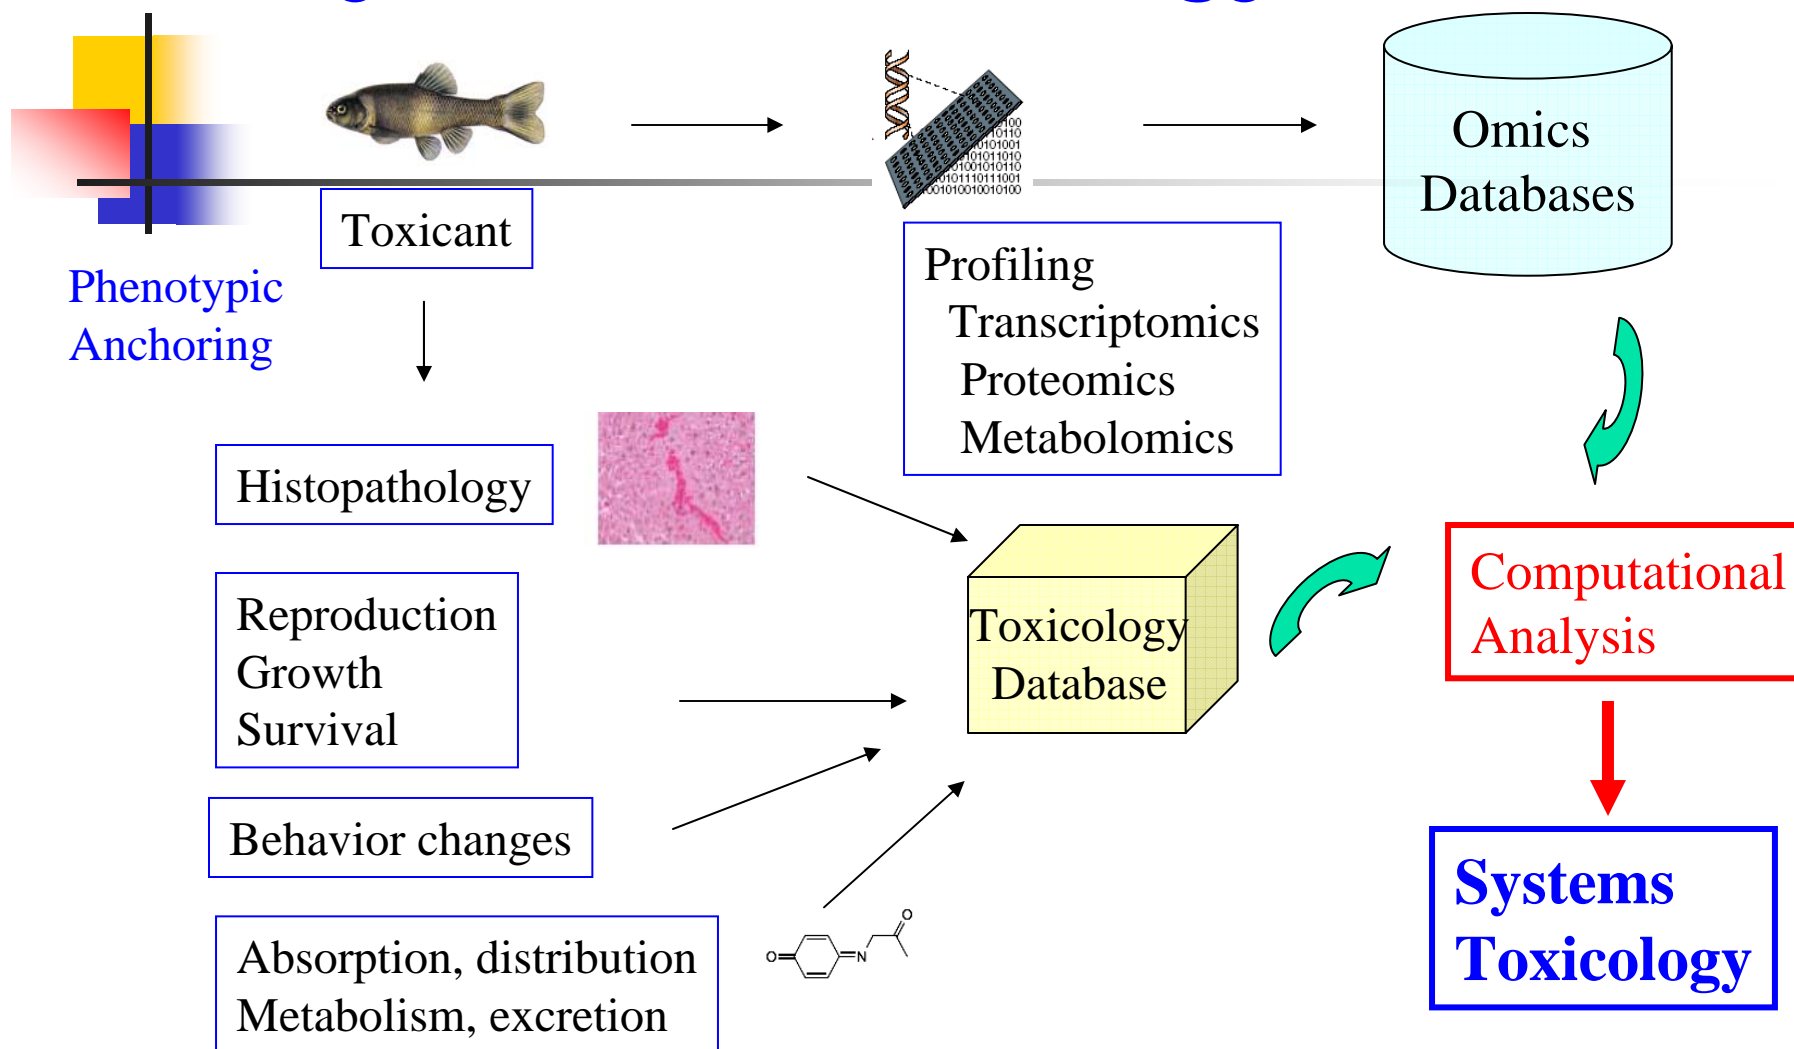 Toxicant
Phenotypic
Anchoring
Omics
Databases
Profiling
Transcriptomics
Proteomics
Metabolomics
Histopathology
Reproduction
Growth
Survival
Toxicology
Database
Computational
Analysis
Behavior changes
Systems
Toxicology
Absorption, distribution
Metabolism, excretion
O
N
O